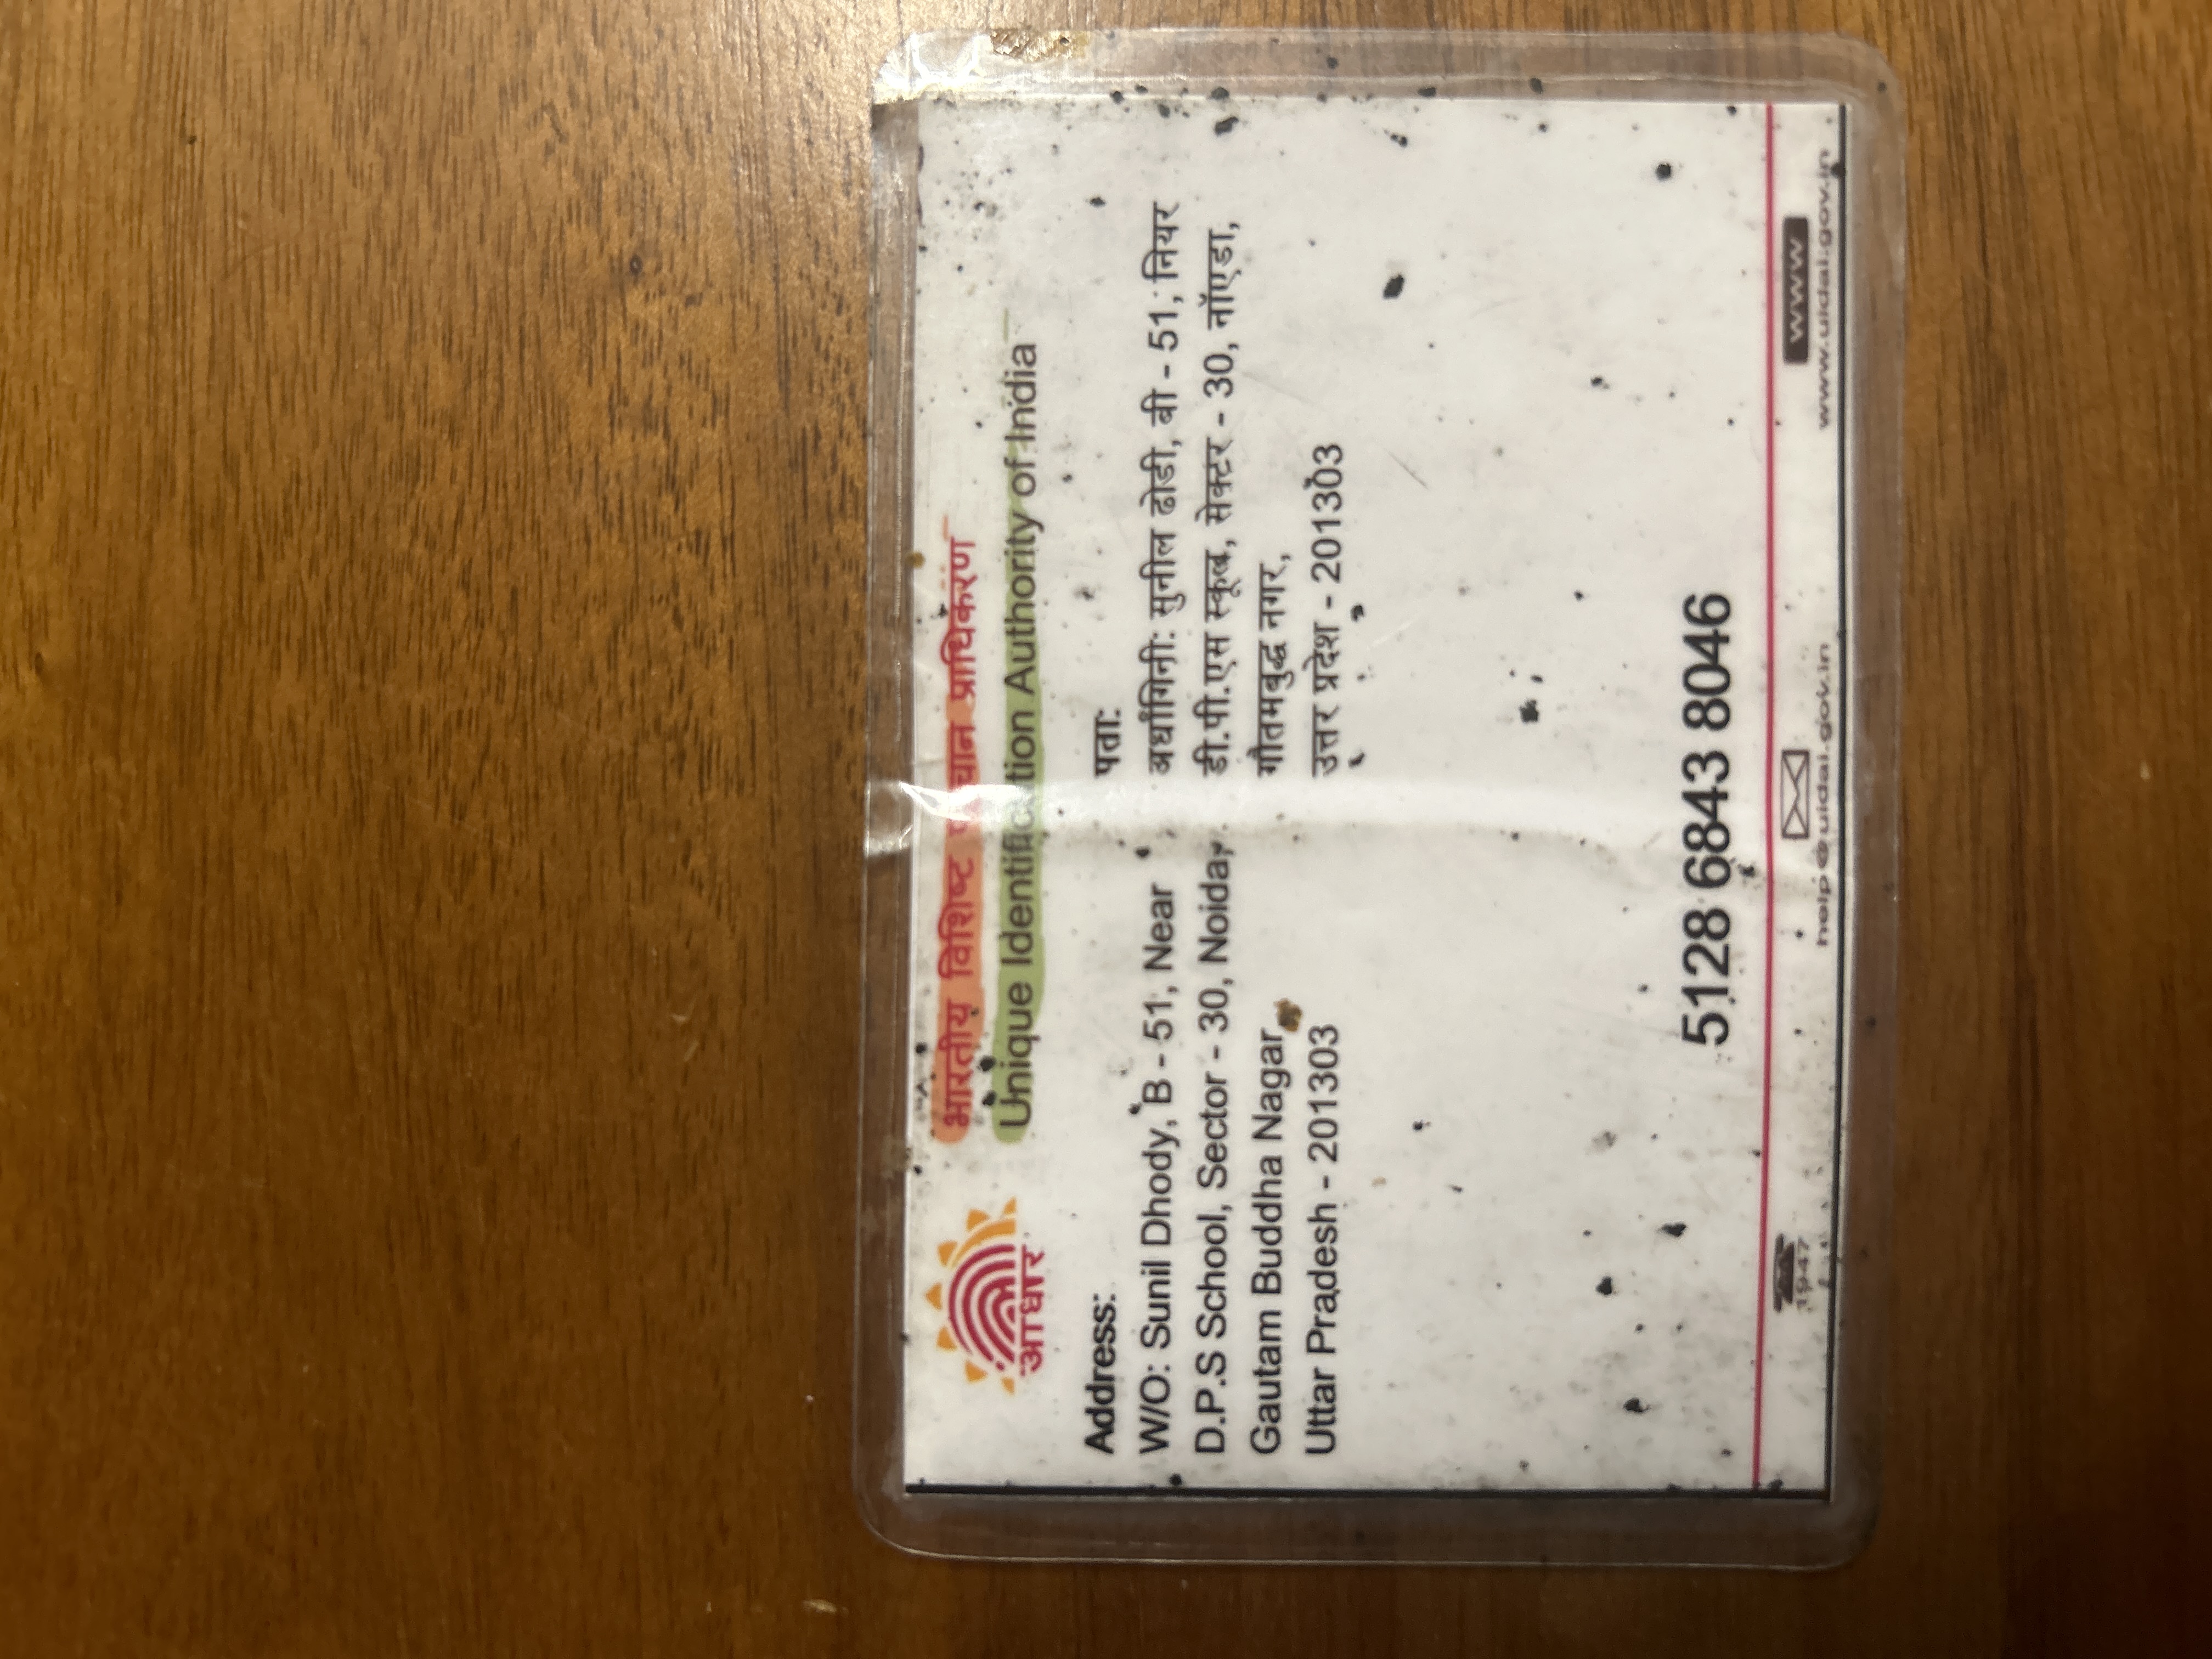 आधार
भारतीय विशिष्ट पहचान प्राधिकरण
Unique Identification Authority of India
Address:
W/O: Sunil Dhody, B - 51, Near
D.P.S School, Sector - 30, Noida,
Gautam Buddha Nagar,
Uttar Pradesh - 201303
पता:
अर्धांगिनी: सुनील ढोडी, बी - 51, नियर
डी.पी.एस स्कूल, सेक्टर - 30, नॉएडा,
गौतमबुद्ध नगर,
उत्तर प्रदेश - 201303
5128 6843 8046
1947
help@uidai.gov.in
WWW
www.uidai.gov.in